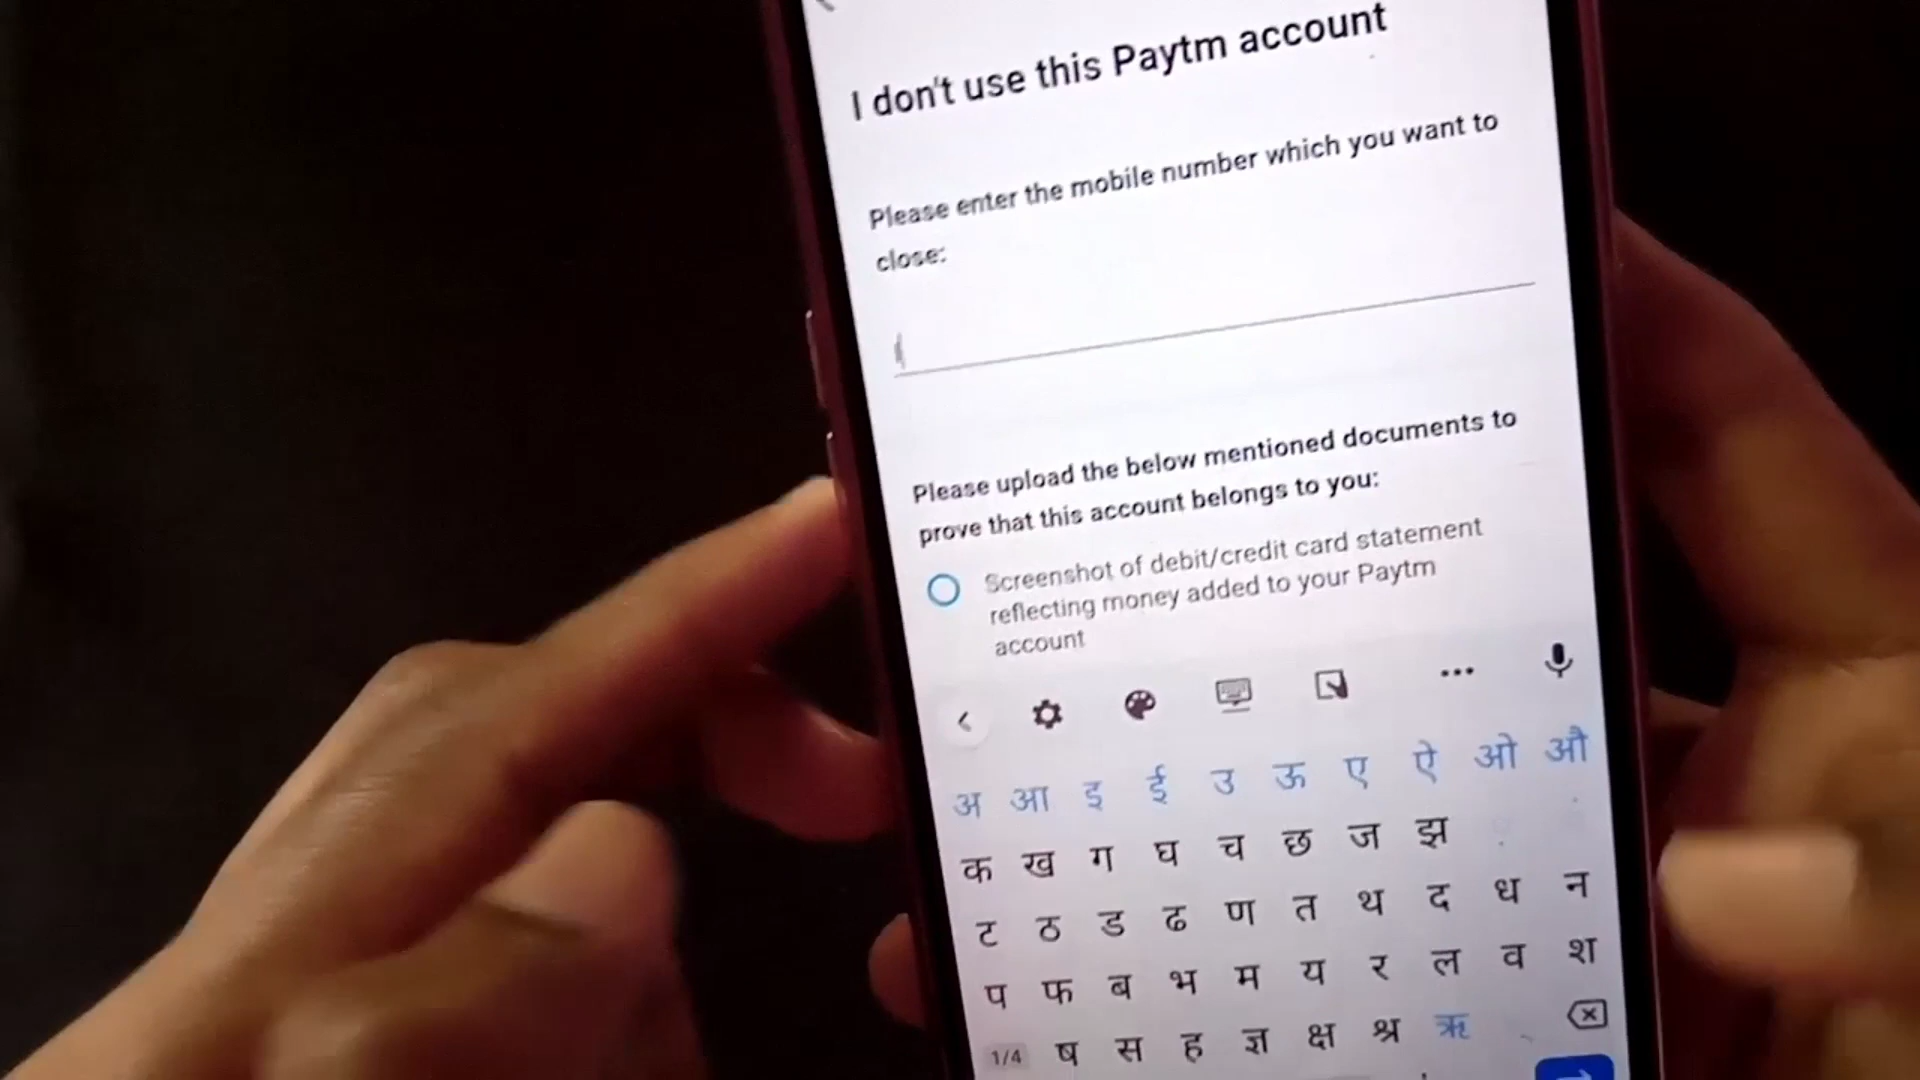 I don't use this Paytm account
Please enter the mobile number which you want to
close:
Please upload the below mentioned documents to
prove that this account belongs to you:
Screenshot of debit/credit card statement
reflecting money added to your Paytm
account
अ आ इ ई उ ऊ ए ऐ ओ औ
क ख ग घ च छ ज झ
ट ठ ड ढ ण त थ द ध न
प फ ब भ म य र ल व श
1/4 ष स ह ज्ञ क्ष श्र ऋ